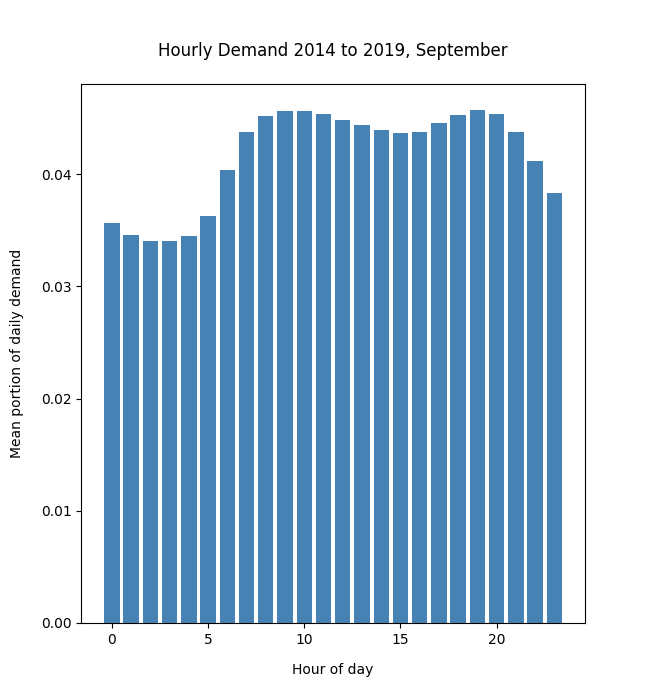 Hourly Demand 2014 to 2019, September
Mean portion of daily demand
0.04
0.03
0.02
0.01
0.00
0 5 10 15 20
Hour of day